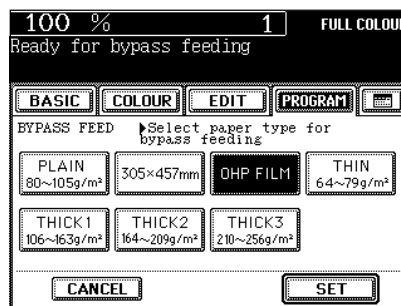 100 % 1 FULL COLOU
Ready for bypass feeding
BASIC COLOUR EDIT PROGRAM
BYPASS FEED ▶Select paper type for
bypass feeding
PLAIN 305×457mm OHP FILM THIN
80~105g/m² 64~79g/m²
THICK1 THICK2 THICK3
106~163g/m² 164~209g/m² 210~256g/m²
CANCEL SET